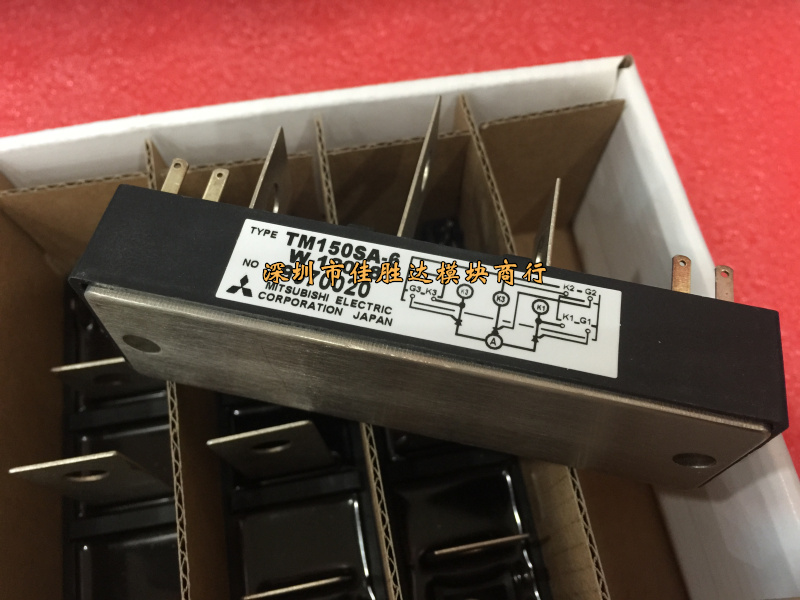 TYPE TM150SA-6
深圳市佳胜达模块商行
NO
MITSUBISHI ELECTRIC
CORPORATION JAPAN
G3 K3
K3
K1
K2 G2
K1 G1
A